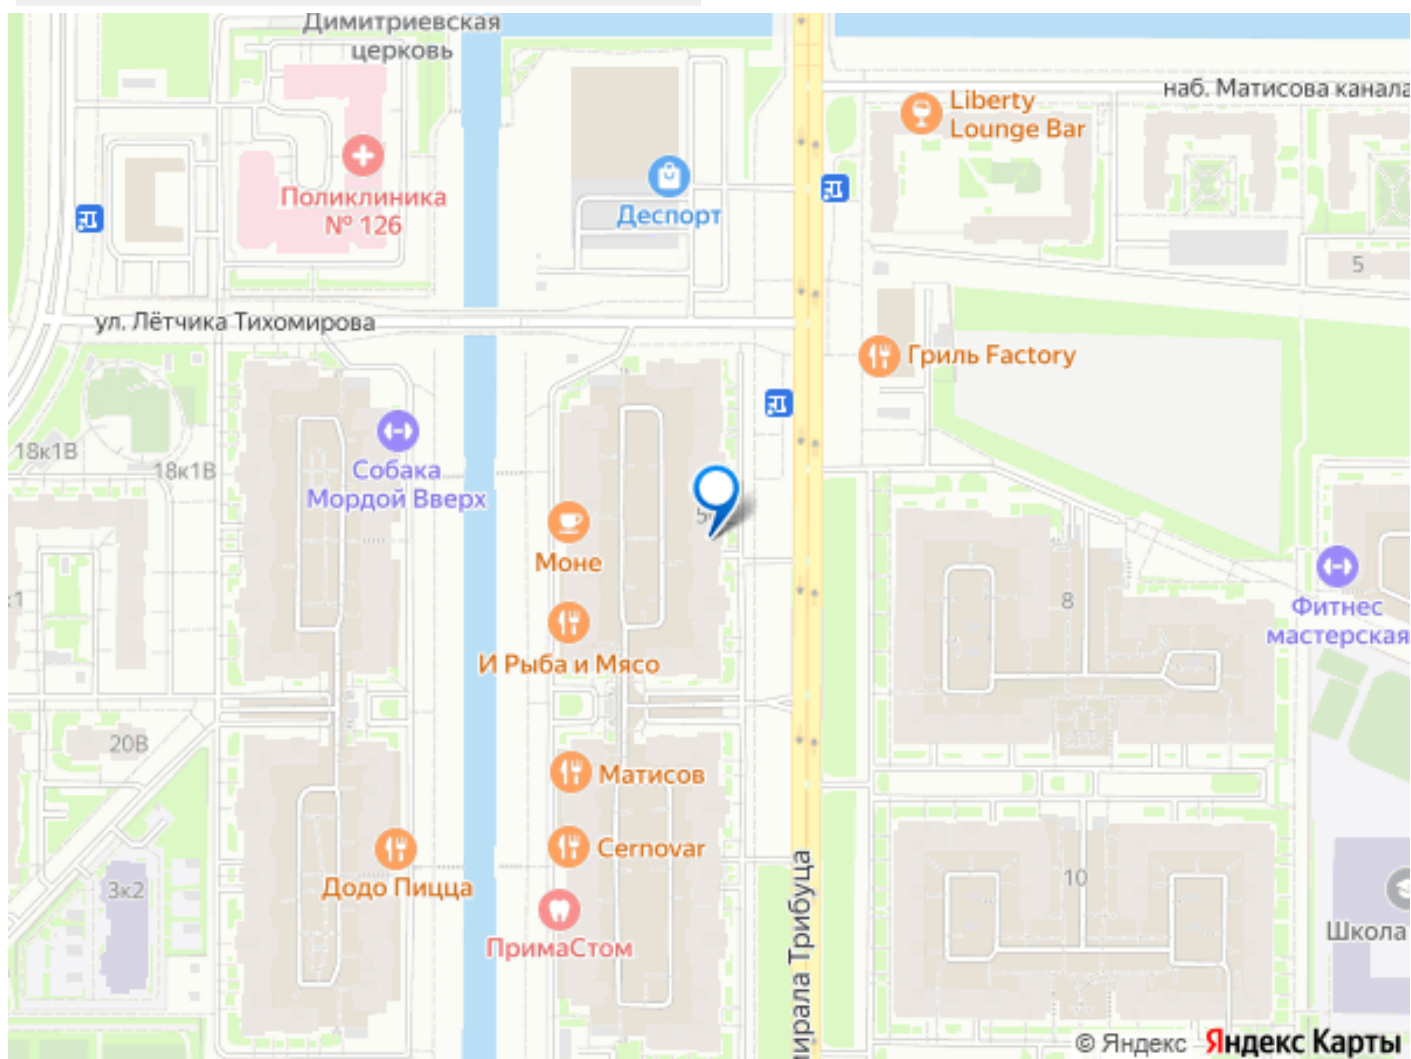 Димитриевская
церковь
наб. Матисова канала
Liberty
Lounge Bar
Поликлиника
№ 126
Деспорт
5
ул. Лётчика Тихомирова
Гриль Factory
18к1В
18к1В
Собака
Мордой Вверх
Моне
8
Фитнес
мастерская
И Рыба и Мясо
20В
Матисов
Cernovar
3к2
Додо Пицца
10
ПримаСтом
Школа
мирала Трибуца
© Яндекс Яндекс Карты